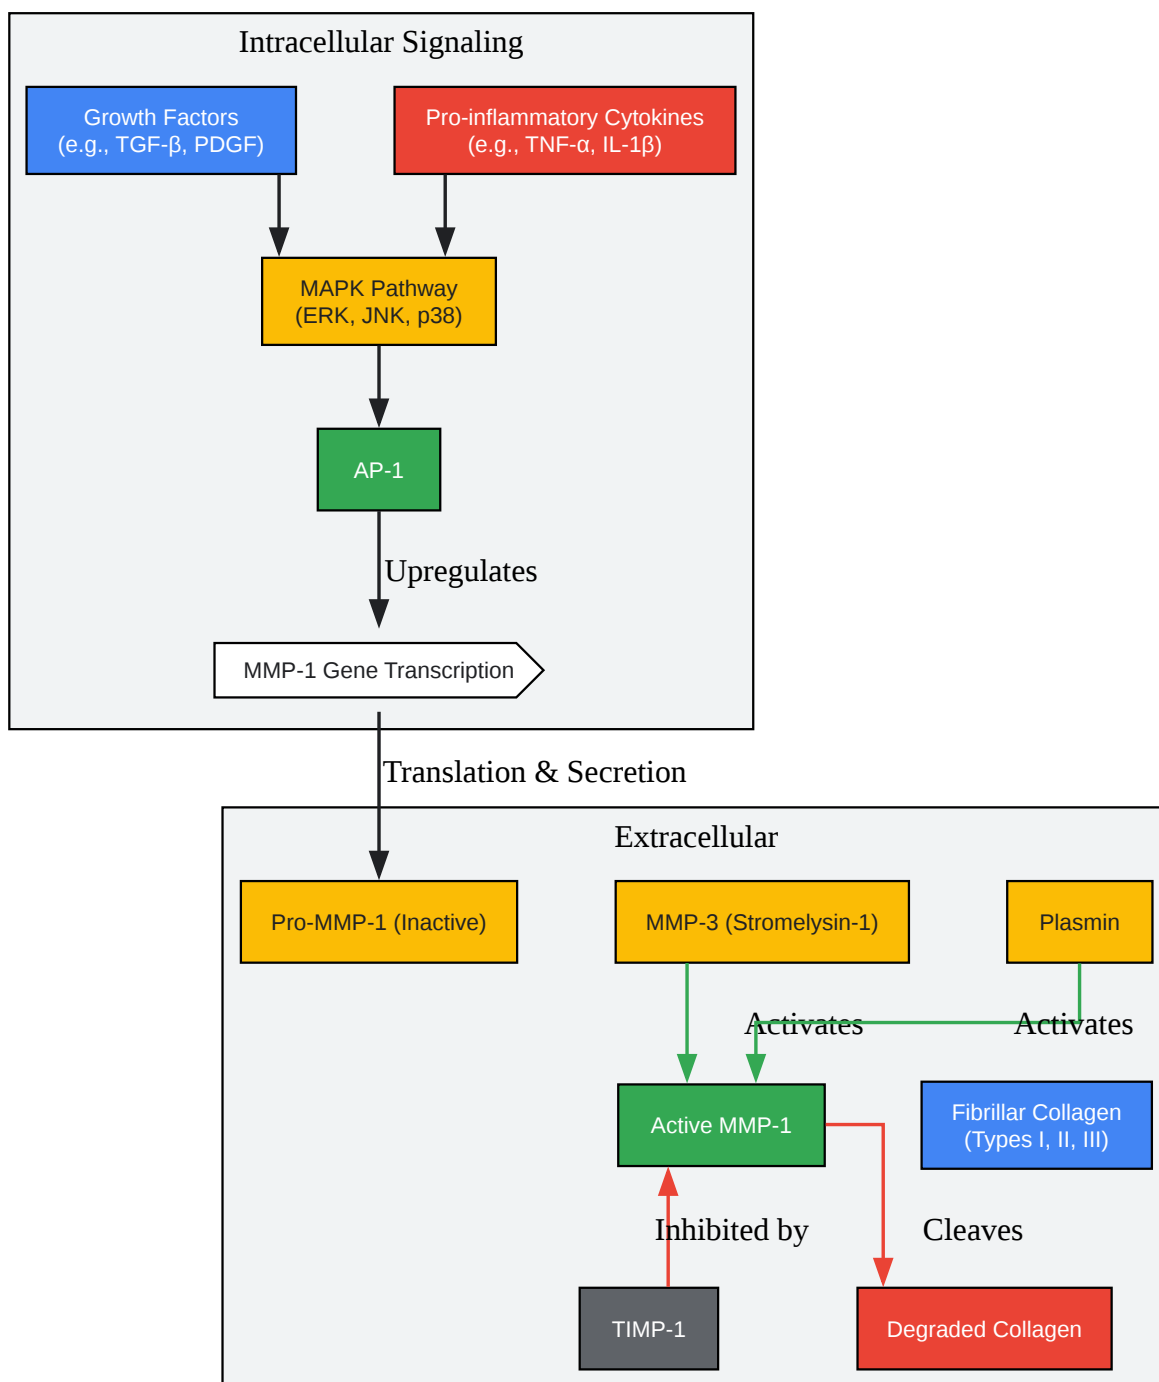 Intracellular Signaling
Growth Factors
(e.g., TGF-β, PDGF)
Pro-inflammatory Cytokines
(e.g., TNF-α, IL-1β)
MAPK Pathway
(ERK, JNK, p38)
AP-1
Upregulates
MMP-1 Gene Transcription
Translation & Secretion
Extracellular
Pro-MMP-1 (Inactive)
MMP-3 (Stromelysin-1)
Plasmin
Activates
Activates
Active MMP-1
Fibrillar Collagen
(Types I, II, III)
Inhibited by
Cleaves
TIMP-1
Degraded Collagen